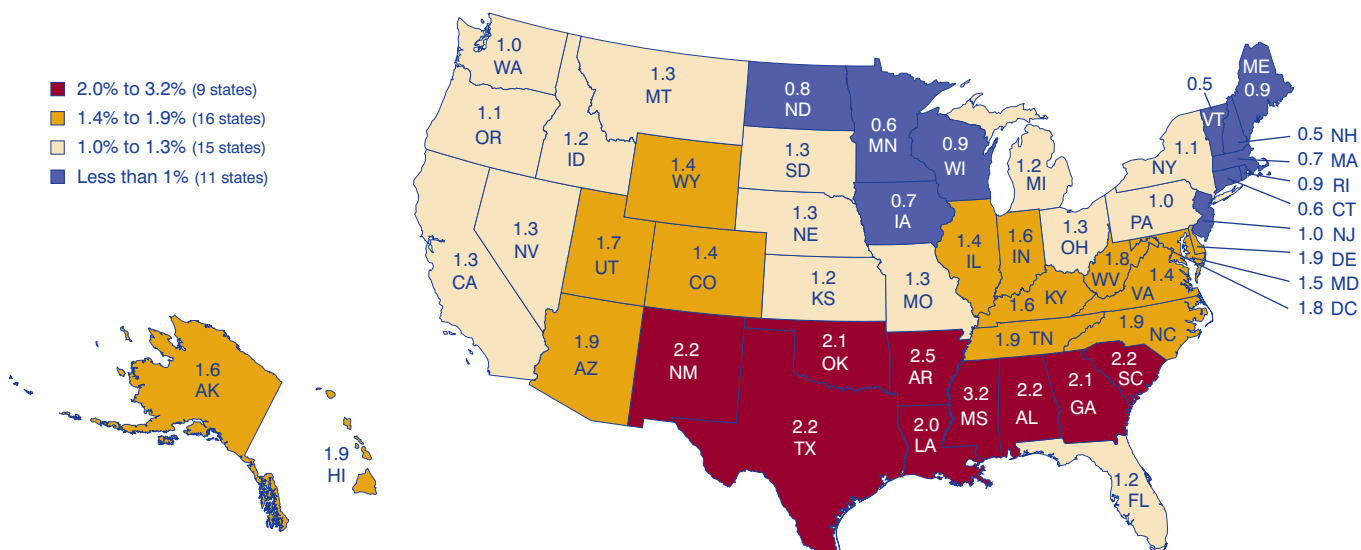 2.0% to 3.2% (9 states)
1.4% to 1.9% (16 states)
1.0% to 1.3% (15 states)
Less than 1% (11 states)
1.0
WA
1.1
OR
1.2
ID
1.3
MT
0.8
ND
0.6
MN
0.9
WI
1.2
MI
1.3
SD
1.4
WY
1.3
NE
0.7
IA
1.3
NV
1.3
CA
1.7
UT
1.4
CO
1.2
KS
1.3
MO
1.4
IL
1.6
IN
1.3
OH
1.8
WV
1.4
VA
1.6 KY
1.9 TN
1.9 NC
1.9
AZ
2.2
NM
2.1
OK
2.5
AR
2.2
TX
2.0
LA
3.2
MS
2.2
AL
2.1
GA
2.2
SC
1.2
FL
1.6
AK
1.9
HI
1.0
PA
1.1
NY
0.5
VT
ME
0.9
0.5 NH
0.7 MA
0.9 RI
0.6 CT
1.0 NJ
1.9 DE
1.5 MD
1.8 DC